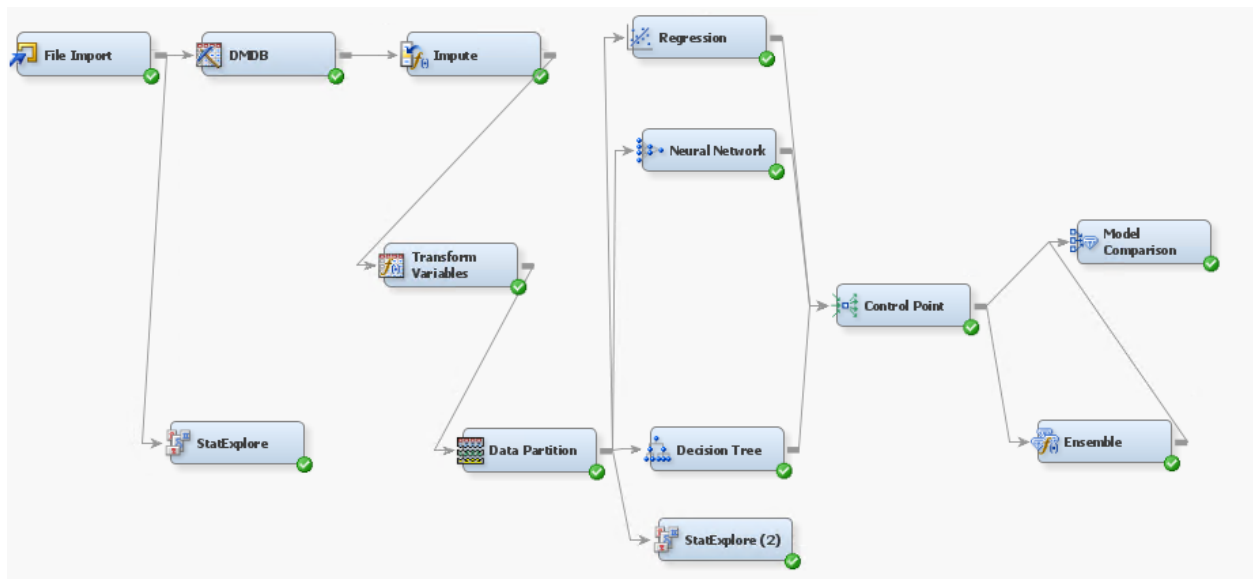 File Import
DMDB
Impute
Regression
Neural Network
Transform
Variables
Model
Comparison
Control Point
StatExplore
Data Partition
Decision Tree
Ensemble
StatExplore (2)